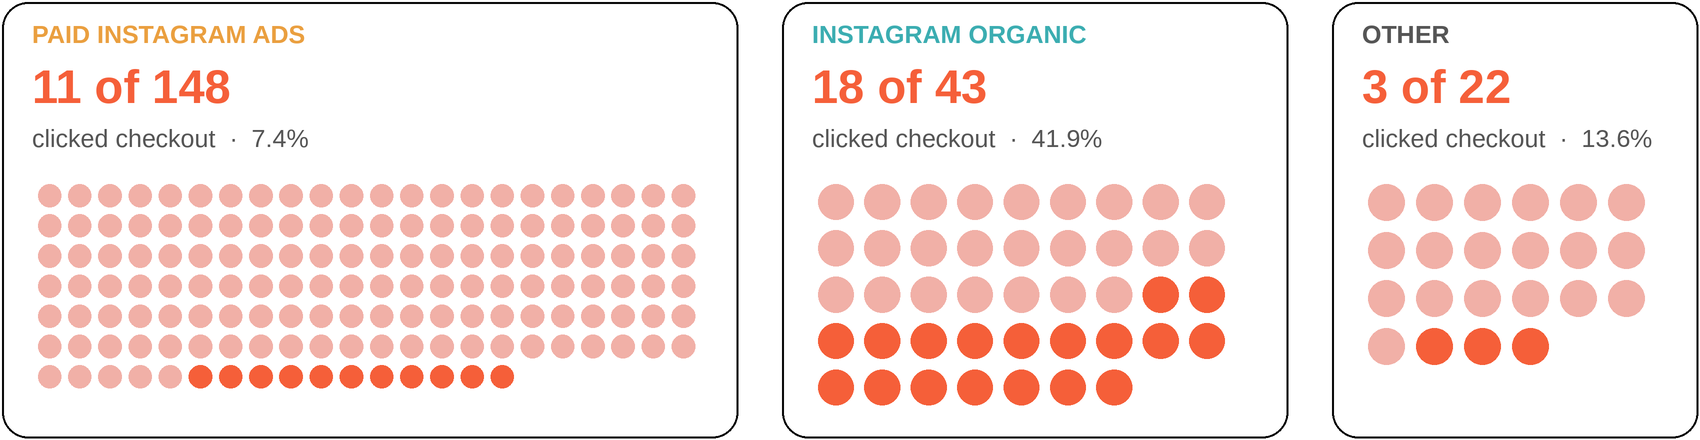 PAID INSTAGRAM ADS
11 of 148
clicked checkout · 7.4%
INSTAGRAM ORGANIC
18 of 43
clicked checkout · 41.9%
OTHER
3 of 22
clicked checkout · 13.6%